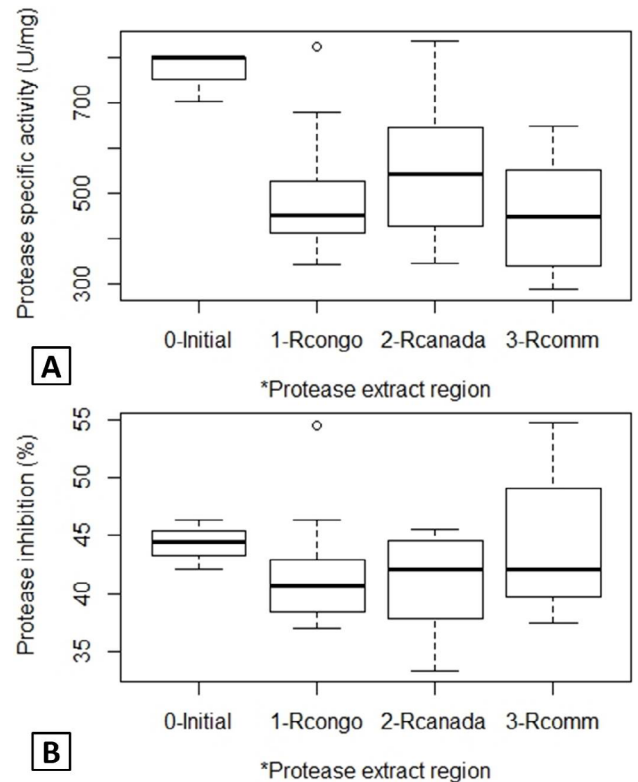 Protease specific activity (U/mg)
700
500
300
0-Initial 1-Rcongo 2-Rcanada 3-Rcomm
A
*Protease extract region
Protease inhibition (%)
55
50
45
40
35
0-Initial 1-Rcongo 2-Rcanada 3-Rcomm
B
*Protease extract region